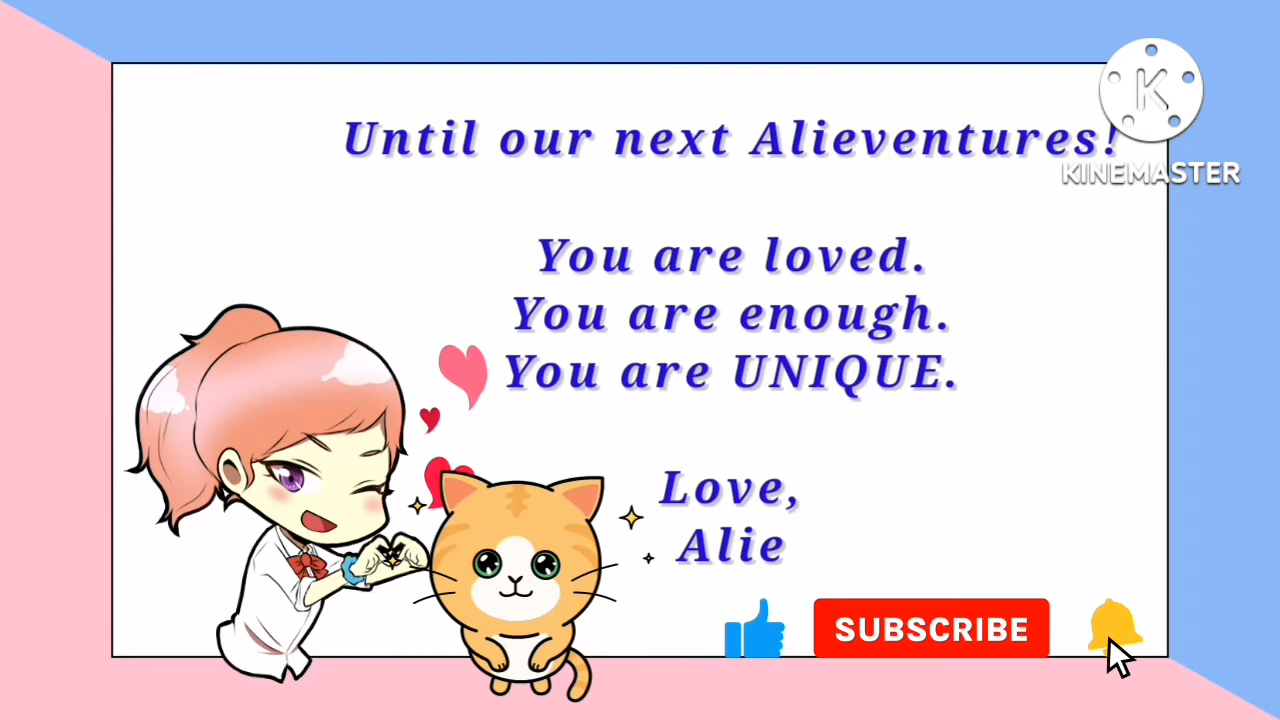 Until our next Alieventures!
K
KINEMASTER
You are loved.
You are enough.
You are UNIQUE.
Love,
Alie
SUBSCRIBE